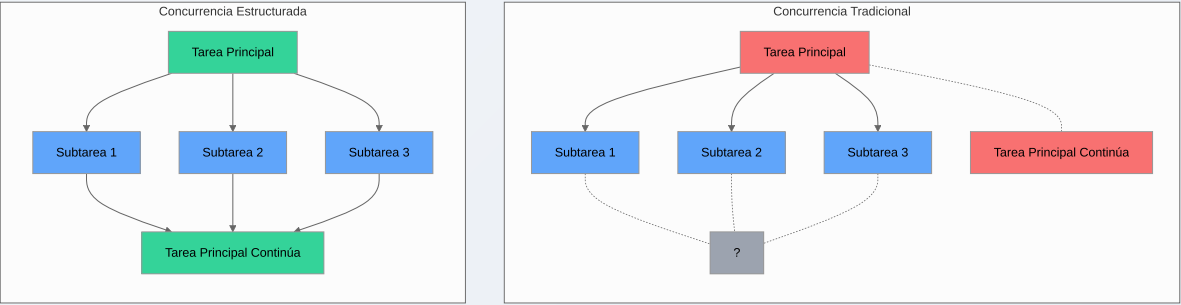 Concurrencia Estructurada
Tarea Principal
Subtarea 1
Subtarea 2
Subtarea 3
Tarea Principal Continúa
Concurrencia Tradicional
Tarea Principal
Subtarea 1
Subtarea 2
Subtarea 3
Tarea Principal Continúa
?